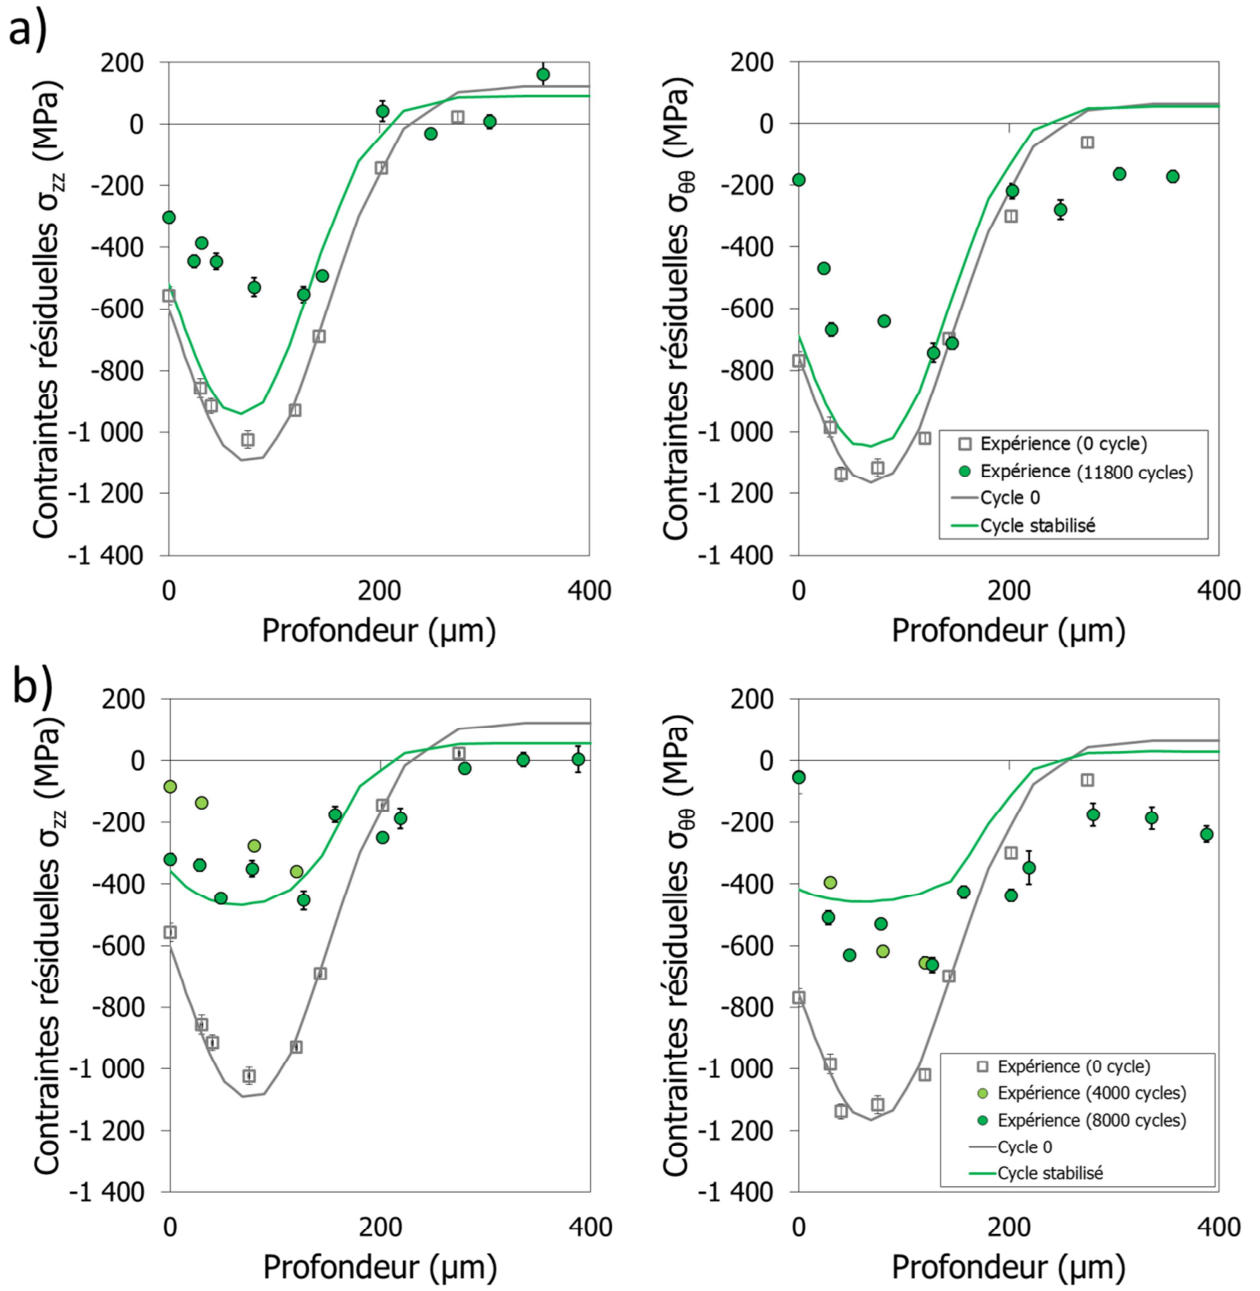 a)
Contraintes résiduelles σzz (MPa)
200
0
-200
-400
-600
-800
-1 000
-1 200
-1 400
0
200
400
Profondeur (µm)
Contraintes résiduelles σθθ (MPa)
200
0
-200
-400
-600
-800
-1 000
-1 200
-1 400
0
200
400
Profondeur (µm)
Expérience (0 cycle)
Expérience (11800 cycles)
Cycle 0
Cycle stabilisé
b)
Contraintes résiduelles σzz (MPa)
200
0
-200
-400
-600
-800
-1 000
-1 200
-1 400
0
200
400
Profondeur (µm)
Contraintes résiduelles σθθ (MPa)
200
0
-200
-400
-600
-800
-1 000
-1 200
-1 400
0
200
400
Profondeur (µm)
Expérience (0 cycle)
Expérience (4000 cycles)
Expérience (8000 cycles)
Cycle 0
Cycle stabilisé